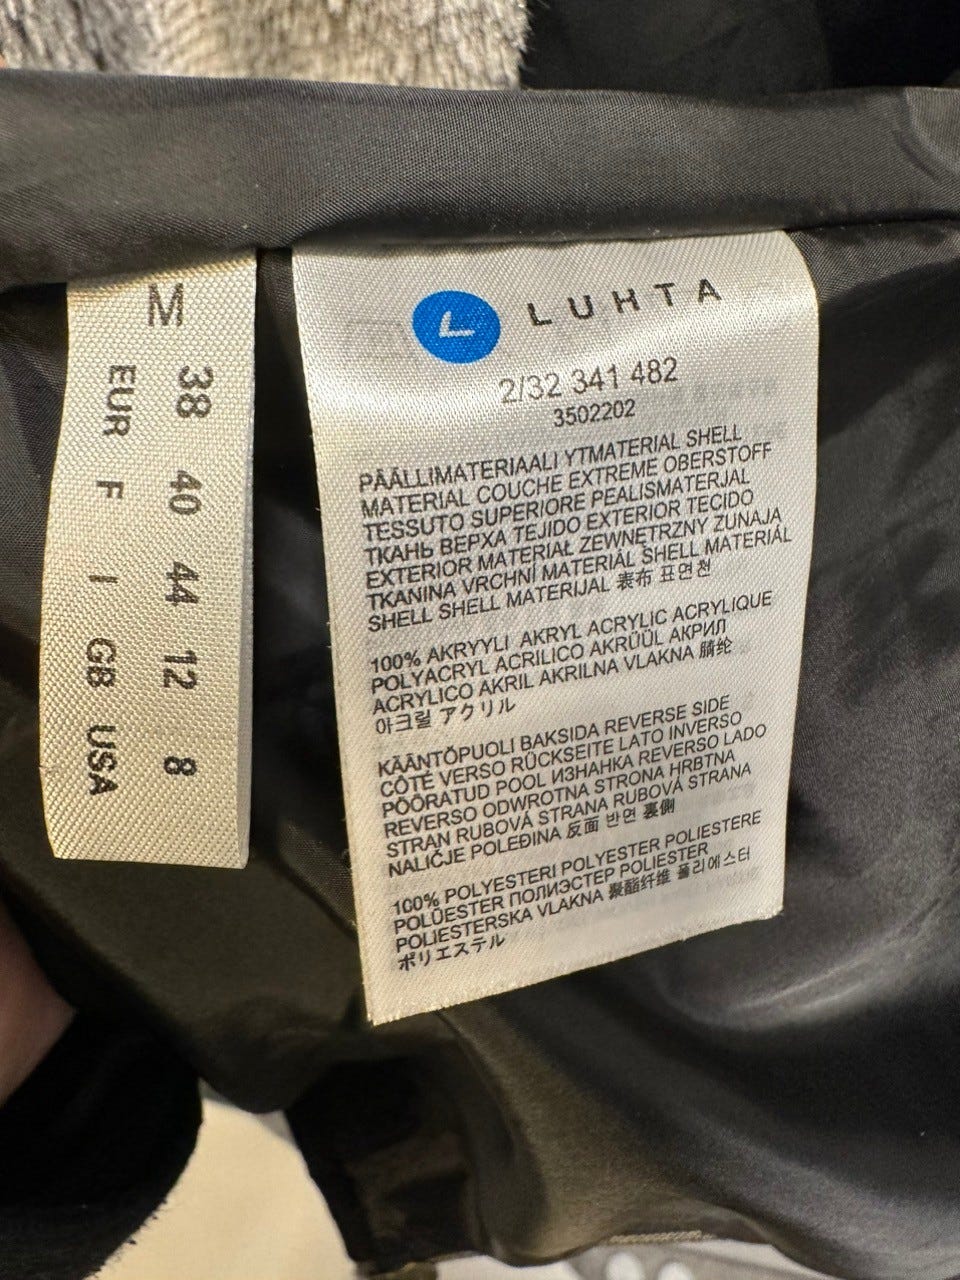 M
38 40 44 12 8
EUR F I GB USA
L LUHTA
2/32 341 482
3502202
PÄÄLLIMATERIAALI YTMATERIAL SHELL
MATERIAL COUCHE EXTREME OBERSTOFF
TESSUTO SUPERIORE PEALISMATERJAL
ТКАНЬ ВЕРХА TEJIDO EXTERIOR TECIDO
EXTERIOR MATERIAŁ ZEWNĘTRZNY ZUNAJA
TKANINA VRCHNÍ MATERIÁL SHELL MATERIÁL
SHELL SHELL MATERIJAL 表布 표면천
100% AKRYYLI AKRYL ACRYLIC ACRYLIQUE
POLYACRYL ACRILICO AKRÜÜL АКРИЛ
ACRYLICO AKRIL AKRILNA VLAKNA 腈纶
아크릴 アクリル
KÄÄNTÖPUOLI BAKSIDA REVERSE SIDE
CÔTÉ VERSO RÜCKSEITE LATO INVERSO
PÖÖRATUD POOL ИЗНАНКА REVERSO LADO
REVERSO ODWROTNA STRONA HRBTNA
STRAN RUBOVÁ STRANA RUBOVÁ STRANA
NALIČJE POLEĐINA 反面 반면 裏側
100% POLYESTERI POLYESTER POLIESTERE
POLÜESTER ПОЛИЭСТЕР POLIESTER
POLIESTERSKA VLAKNA 聚酯纤维 폴리에스터
ポリエステル